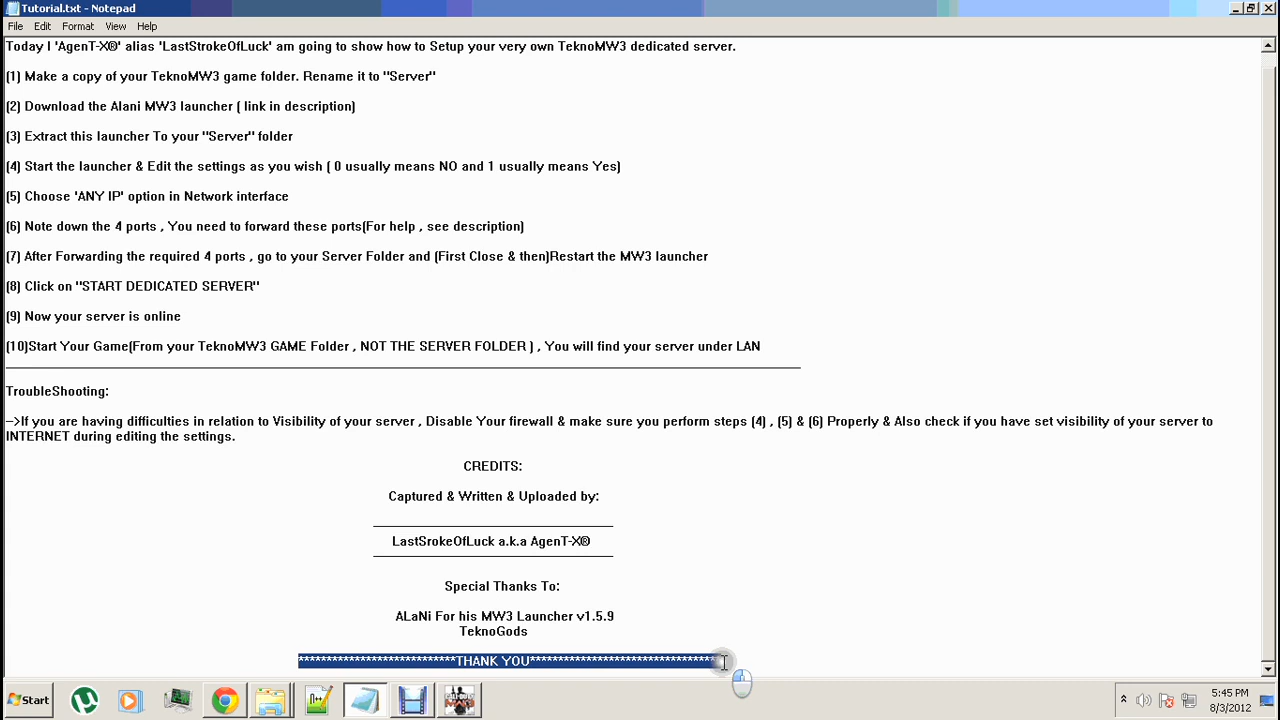 Tutorial.txt - Notepad
File Edit Format View Help
Today I 'AgenT-X®' alias 'LastStrokeOfLuck' am going to show how to Setup your very own TeknoMW3 dedicated server.
(1) Make a copy of your TeknoMW3 game folder. Rename it to "Server"
(2) Download the Alani MW3 launcher ( link in description)
(3) Extract this launcher To your "Server" folder
(4) Start the launcher & Edit the settings as you wish ( 0 usually means NO and 1 usually means Yes)
(5) Choose 'ANY IP' option in Network interface
(6) Note down the 4 ports , You need to forward these ports(For help , see description)
(7) After Forwarding the required 4 ports , go to your Server Folder and (First Close & then)Restart the MW3 launcher
(8) Click on "START DEDICATED SERVER"
(9) Now your server is online
(10)Start Your Game(From your TeknoMW3 GAME Folder , NOT THE SERVER FOLDER ) , You will find your server under LAN
TroubleShooting:
-->If you are having difficulties in relation to Visibility of your server , Disable Your firewall & make sure you perform steps (4) , (5) & (6) Properly & Also check if you have set visibility of your server to
INTERNET during editing the settings.
CREDITS:
Captured & Written & Uploaded by:
LastSrokeOfLuck a.k.a AgenT-X®
Special Thanks To:
ALaNi For his MW3 Launcher v1.5.9
TeknoGods
****************************THANK YOU*********************************
Start
5:45 PM
8/3/2012